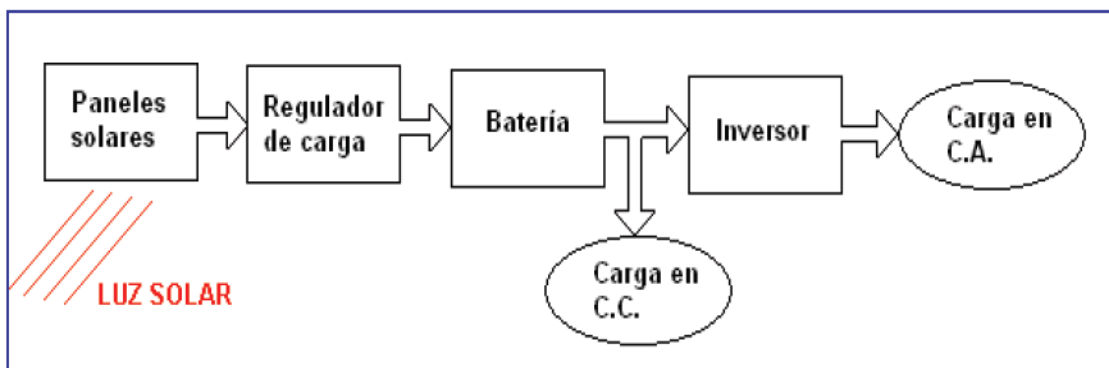 Paneles
solares
Regulador
de carga
Batería
Inversor
Carga en
C.A.
Carga en
C.C.
LUZ SOLAR